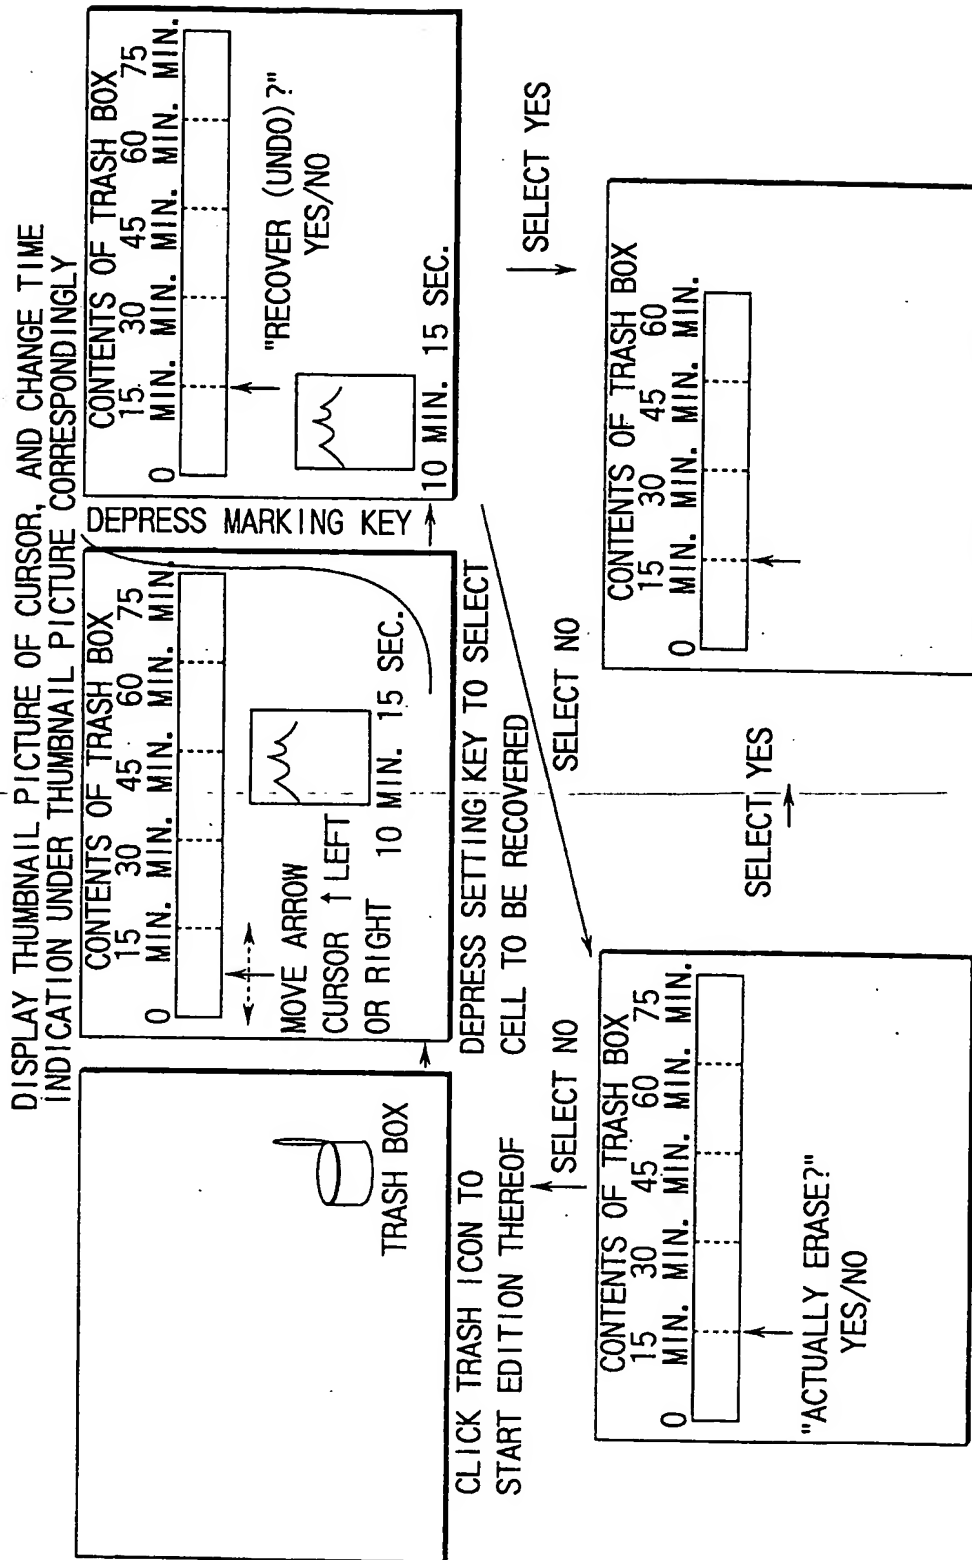 DISPLAY THUMBNAIL PICTURE OF CURSOR, AND CHANGE TIME
INDICATION UNDER THUMBNAIL PICTURE CORRESPONDINGLY
TRASH BOX
CLICK TRASH ICON TO
START EDITION THEREOF
CONTENTS OF TRASH BOX
15 30 45 60 75
0 MIN. MIN. MIN. MIN. MIN.
MOVE ARROW
CURSOR ↑ LEFT
OR RIGHT
10 MIN. 15 SEC.
DEPRESS SETTING KEY TO SELECT
CELL TO BE RECOVERED
DEPRESS MARKING KEY
CONTENTS OF TRASH BOX
15 30 45 60 75
0 MIN. MIN. MIN. MIN. MIN.
"RECOVER (UNDO)?"
YES/NO
10 MIN. 15 SEC.
SELECT YES
SELECT NO
SELECT NO
CONTENTS OF TRASH BOX
15 30 45 60 75
0 MIN. MIN. MIN. MIN. MIN.
"ACTUALLY ERASE?"
YES/NO
SELECT YES
CONTENTS OF TRASH BOX
15 30 45 60
0 MIN. MIN. MIN. MIN.